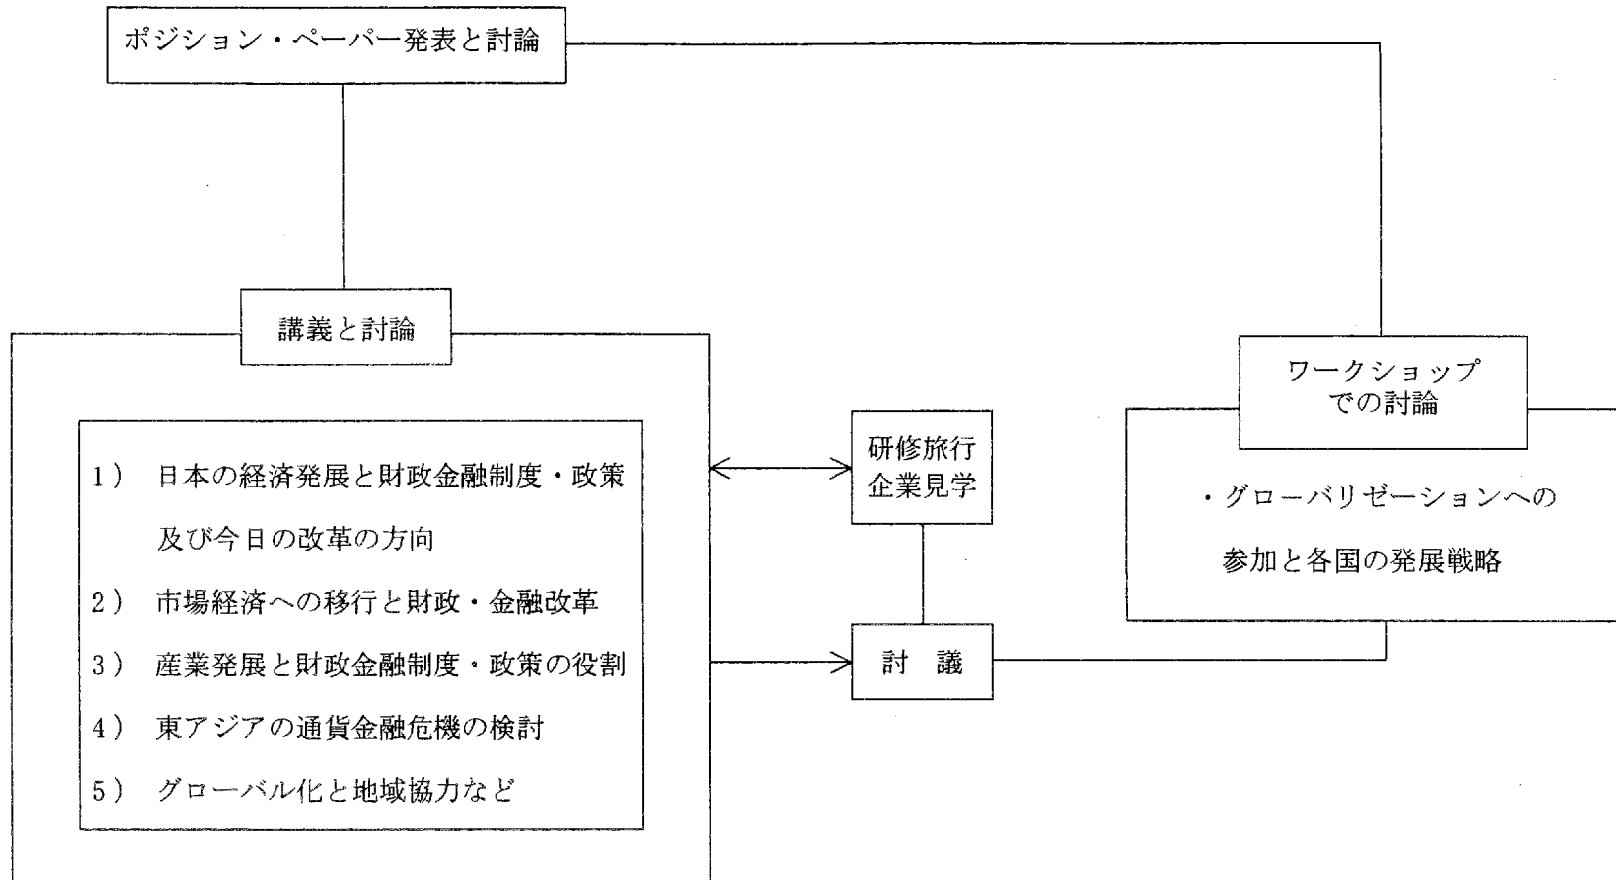 ポジション・ペーパー発表と討論
講義と討論
1) 日本の経済発展と財政金融制度・政策
及び今日の改革の方向
2) 市場経済への移行と財政・金融改革
3) 産業発展と財政金融制度・政策の役割
4) 東アジアの通貨金融危機の検討
5) グローバル化と地域協力など
研修旅行
企業見学
討　議
ワークショップ
での討論
・グローバリゼーションへの
参加と各国の発展戦略